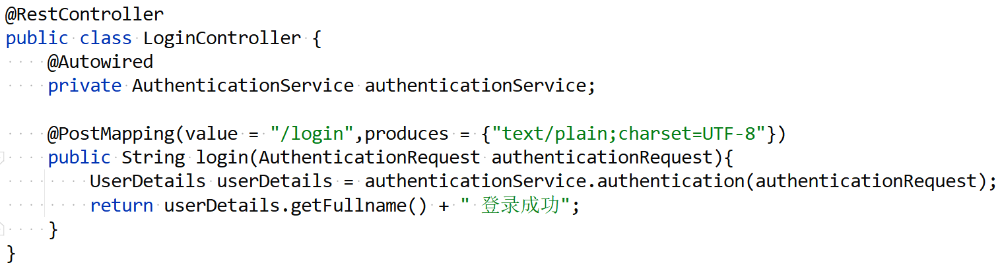 @RestController
public class LoginController {
    @Autowired
    private AuthenticationService authenticationService;

    @PostMapping(value = "/login",produces = {"text/plain;charset=UTF-8"})
    public String login(AuthenticationRequest authenticationRequest){
        UserDetails userDetails = authenticationService.authentication(authenticationRequest);
        return userDetails.getFullname() + " 登录成功";
    }
}